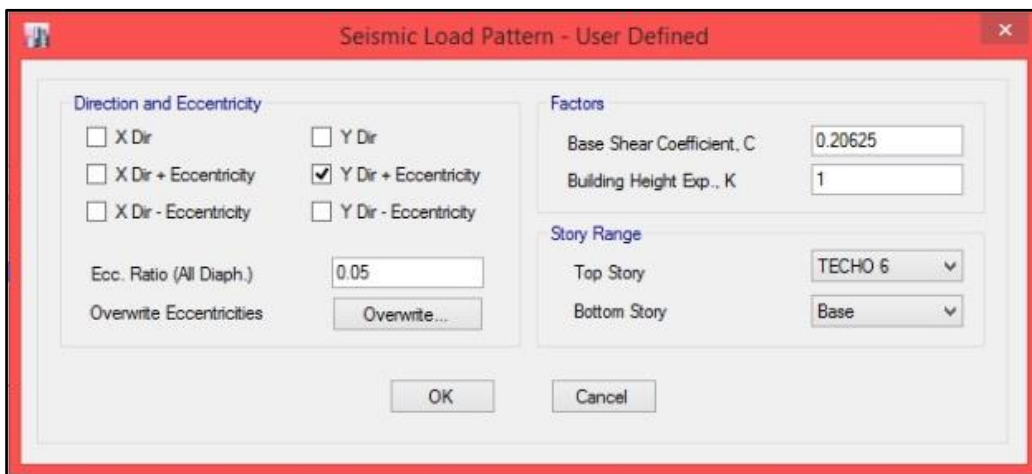 Seismic Load Pattern - User Defined
Direction and Eccentricity
X Dir
Y Dir
X Dir + Eccentricity
Y Dir + Eccentricity
X Dir - Eccentricity
Y Dir - Eccentricity
Ecc. Ratio (All Diaph.)
0.05
Overwrite Eccentricities
Overwrite...
Factors
Base Shear Coefficient, C
0.20625
Building Height Exp., K
1
Story Range
Top Story
TECHO 6
Bottom Story
Base
OK
Cancel